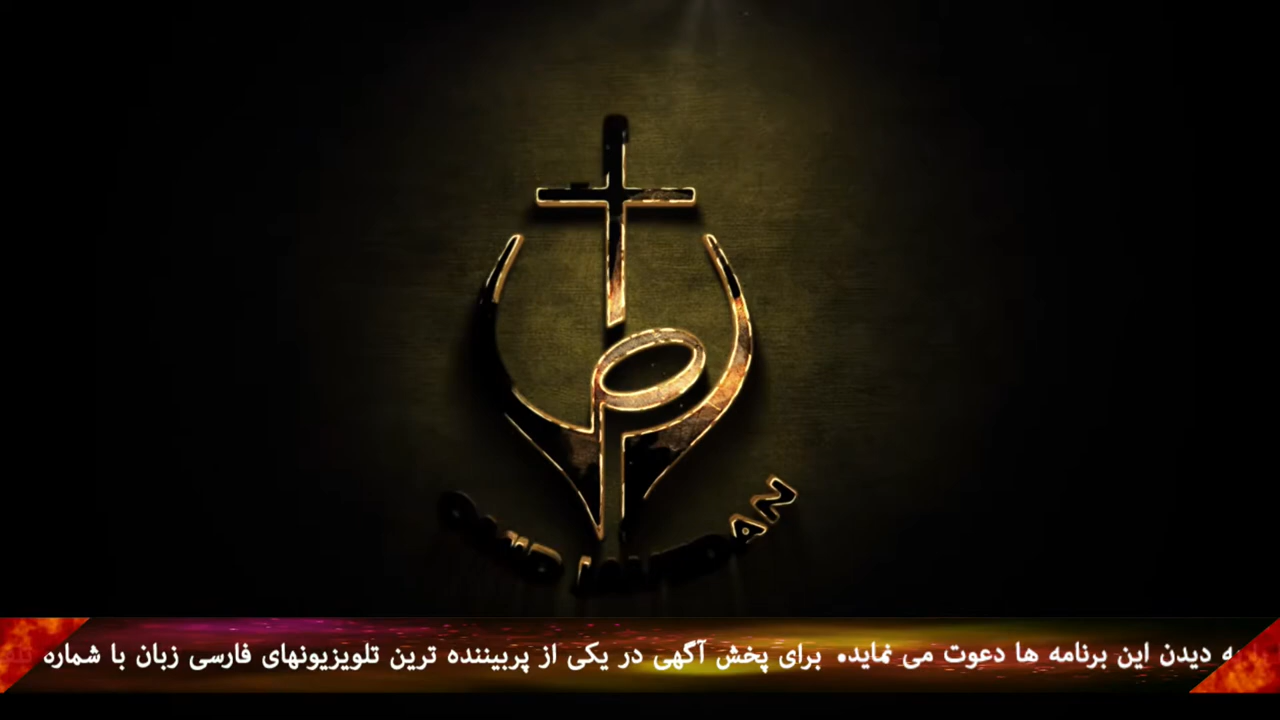 دیدن این برنامه ها دعوت می نماید. برای پخش آگهی در یکی از پربیننده ترین تلویزیونهای فارسی زبان با شماره